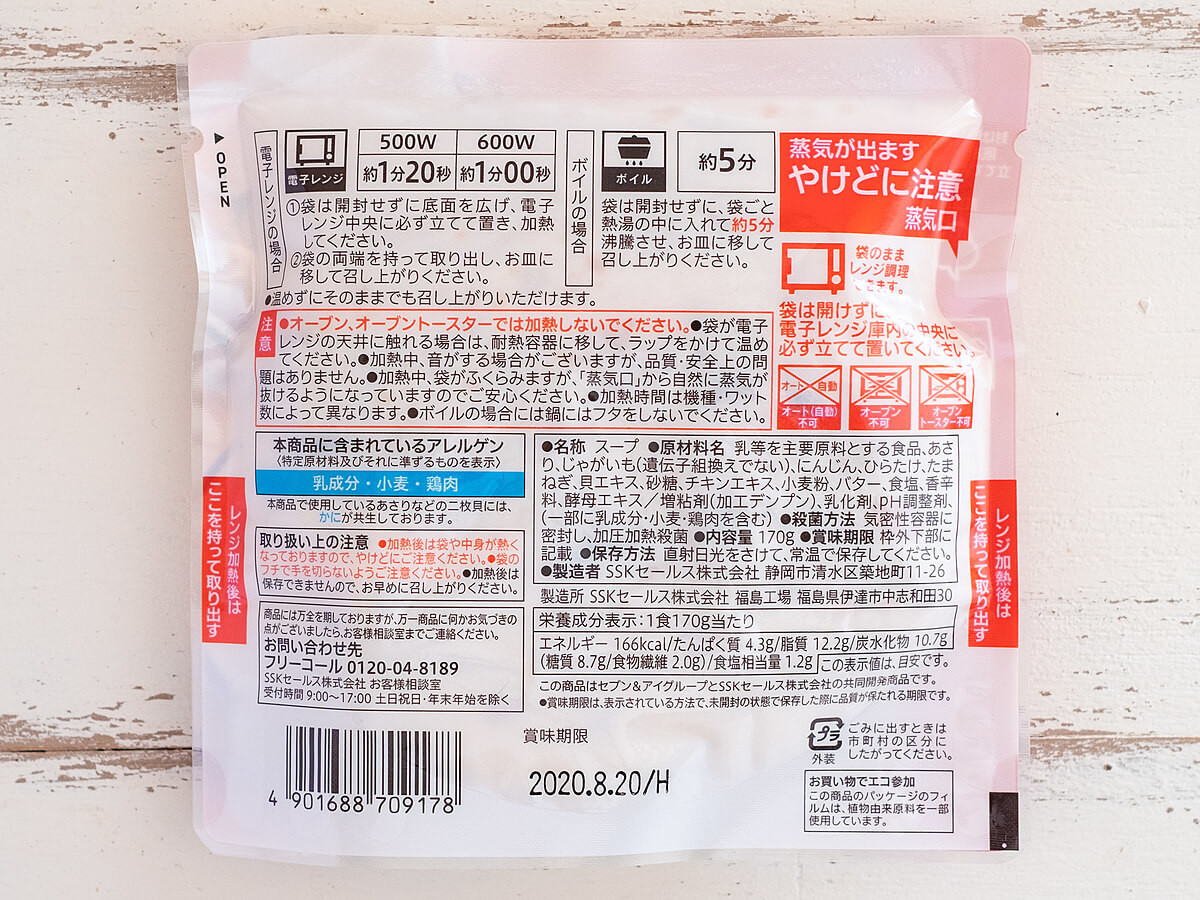 ▶OPEN
電子レンジの場合
電子レンジ
500W 600W
約1分20秒 約1分00秒
①袋は開封せずに底面を広げ、電子
レンジ中央に必ず立てて置き、加熱
してください。
②袋の両端を持って取り出し、お皿に
移して召し上がりください。
●温めずにそのままでも召し上がりいただけます。
ボイルの場合
ボイル
約5分
袋は開封せずに、袋ごと
熱湯の中に入れて約5分
沸騰させ、お皿に移して
召し上がりください。
蒸気が出ます
やけどに注意
蒸気口
袋のまま
レンジ調理
できます。
袋は開けずに
電子レンジ庫内の中央に
必ず立てて置いてください。
オート 自動
オート(自動)
不可
オーブン
不可
オーブン
トースター不可
注意
●オーブン、オーブントースターでは加熱しないでください。●袋が電子
レンジの天井に触れる場合は、耐熱容器に移して、ラップをかけて温め
てください。●加熱中、音がする場合がございますが、品質・安全上の問
題はありません。●加熱中、袋がふくらみますが、「蒸気口」から自然に蒸気が
抜けるようになっていますのでご安心ください。●加熱時間は機種・ワット
数によって異なります。●ボイルの場合には鍋にはフタをしないでください。
本商品に含まれているアレルゲン
〈特定原材料及びそれに準ずるものを表示〉
乳成分・小麦・鶏肉
本商品で使用しているあさりなどの二枚貝には、
かにが共生しております。
取り扱い上の注意 ●加熱後は袋や中身が熱く
なっておりますので、やけどにご注意ください。●袋の
フチで手を切らないようご注意ください。●加熱後は
保存できませんので、お早めに召し上がりください。
商品には万全を期しておりますが、万一商品に何かお気づきの
点がございましたら、お客様相談室までご連絡ください。
お問い合わせ先
フリーコール 0120-04-8189
SSKセールス株式会社 お客様相談室
受付時間 9:00〜17:00 土日祝日・年末年始を除く
●名称 スープ ●原材料名 乳等を主要原料とする食品、あさ
り、じゃがいも(遺伝子組換えでない)、にんじん、ひらたけ、たま
ねぎ、貝エキス、砂糖、チキンエキス、小麦粉、バター、食塩、香辛
料、酵母エキス/増粘剤(加工デンプン)、乳化剤、pH調整剤、
(一部に乳成分・小麦・鶏肉を含む) ●殺菌方法 気密性容器に
密封し、加圧加熱殺菌 ●内容量 170g ●賞味期限 枠外下部に
記載 ●保存方法 直射日光をさけて、常温で保存してください。
●製造者 SSKセールス株式会社 静岡市清水区築地町11-26
製造所 SSKセールス株式会社 福島工場 福島県伊達市中志和田30
栄養成分表示:1食170g当たり
エネルギー 166kcal/たんぱく質 4.3g/脂質 12.2g/炭水化物 10.7g
(糖質 8.7g/食物繊維 2.0g)/食塩相当量 1.2g この表示値は、目安です。
この商品はセブン&アイグループとSSKセールス株式会社の共同開発商品です。
●賞味期限は、表示されている方法で、未開封の状態で保存した際に品質が保たれる期限です。
レンジ加熱後は
ここを持って取り出す
レンジ加熱後は
ここを持って取り出す
4 901688 709178
賞味期限
2020.8.20/H
プラ
外装
ごみに出すときは
市町村の区分に
したがってください。
お買い物でエコ参加
この商品のパッケージのフィ
ルムは、植物由来原料を一部
使用しています。